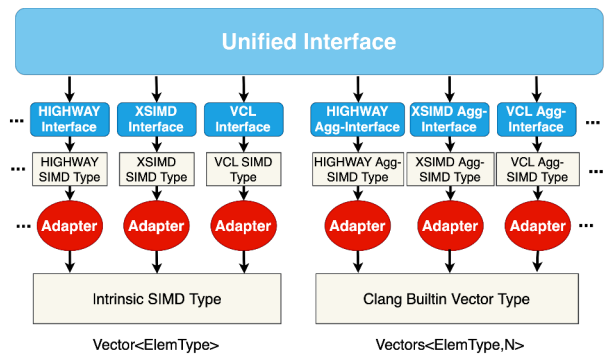 Unified Interface
HIGHWAY Interface
XSIMD Interface
VCL Interface
HIGHWAY Agg-Interface
XSIMD Agg-Interface
VCL Agg-Interface
...
...
HIGHWAY SIMD Type
XSIMD SIMD Type
VCL SIMD Type
HIGHWAY Agg-SIMD Type
XSIMD Agg-SIMD Type
VCL Agg-SIMD Type
...
...
Adapter
Adapter
Adapter
Adapter
Adapter
Adapter
...
...
Intrinsic SIMD Type
Clang Builtin Vector Type
Vector<ElemType>
Vectors<ElemType,N>